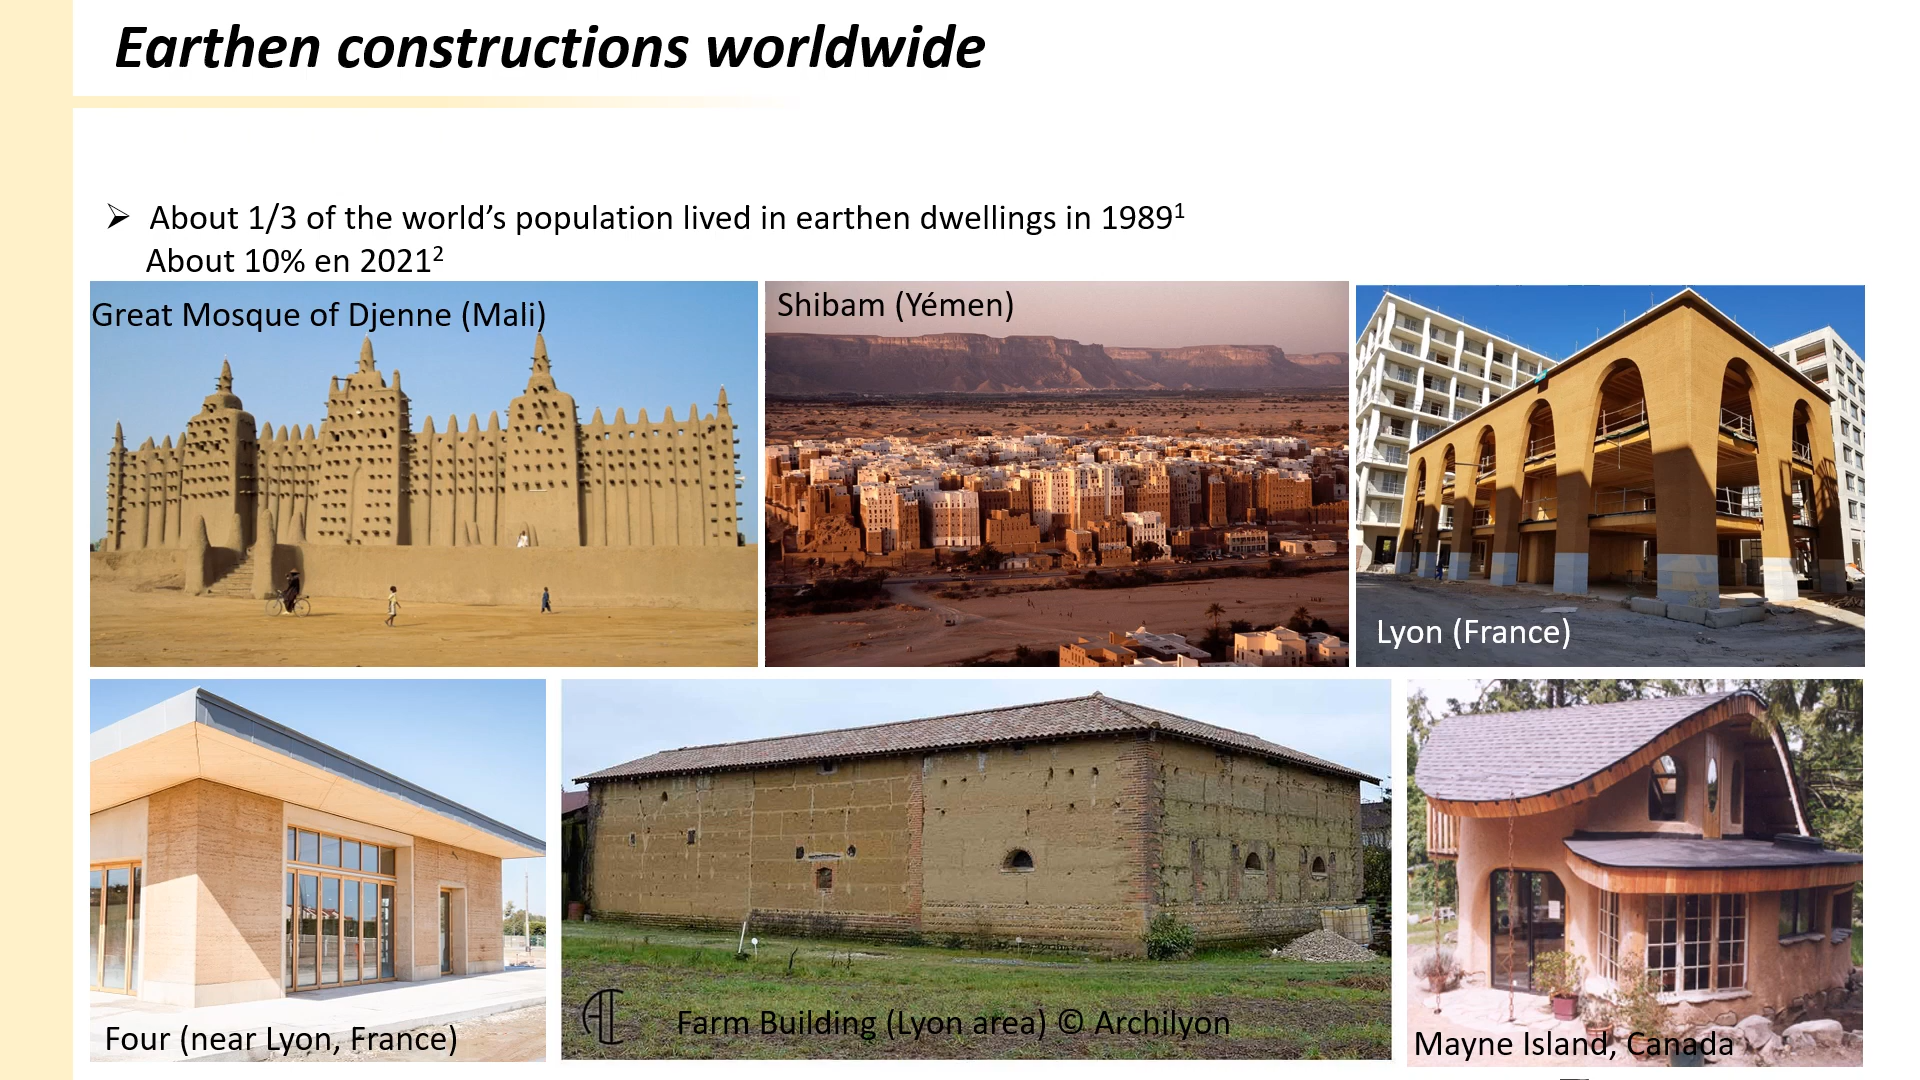 Earthen constructions worldwide
➢ About 1/3 of the world’s population lived in earthen dwellings in 1989¹
About 10% en 2021²
Great Mosque of Djenne (Mali)
Shibam (Yémen)
Lyon (France)
Four (near Lyon, France)
Farm Building (Lyon area) © Archilyon
Mayne Island, Canada